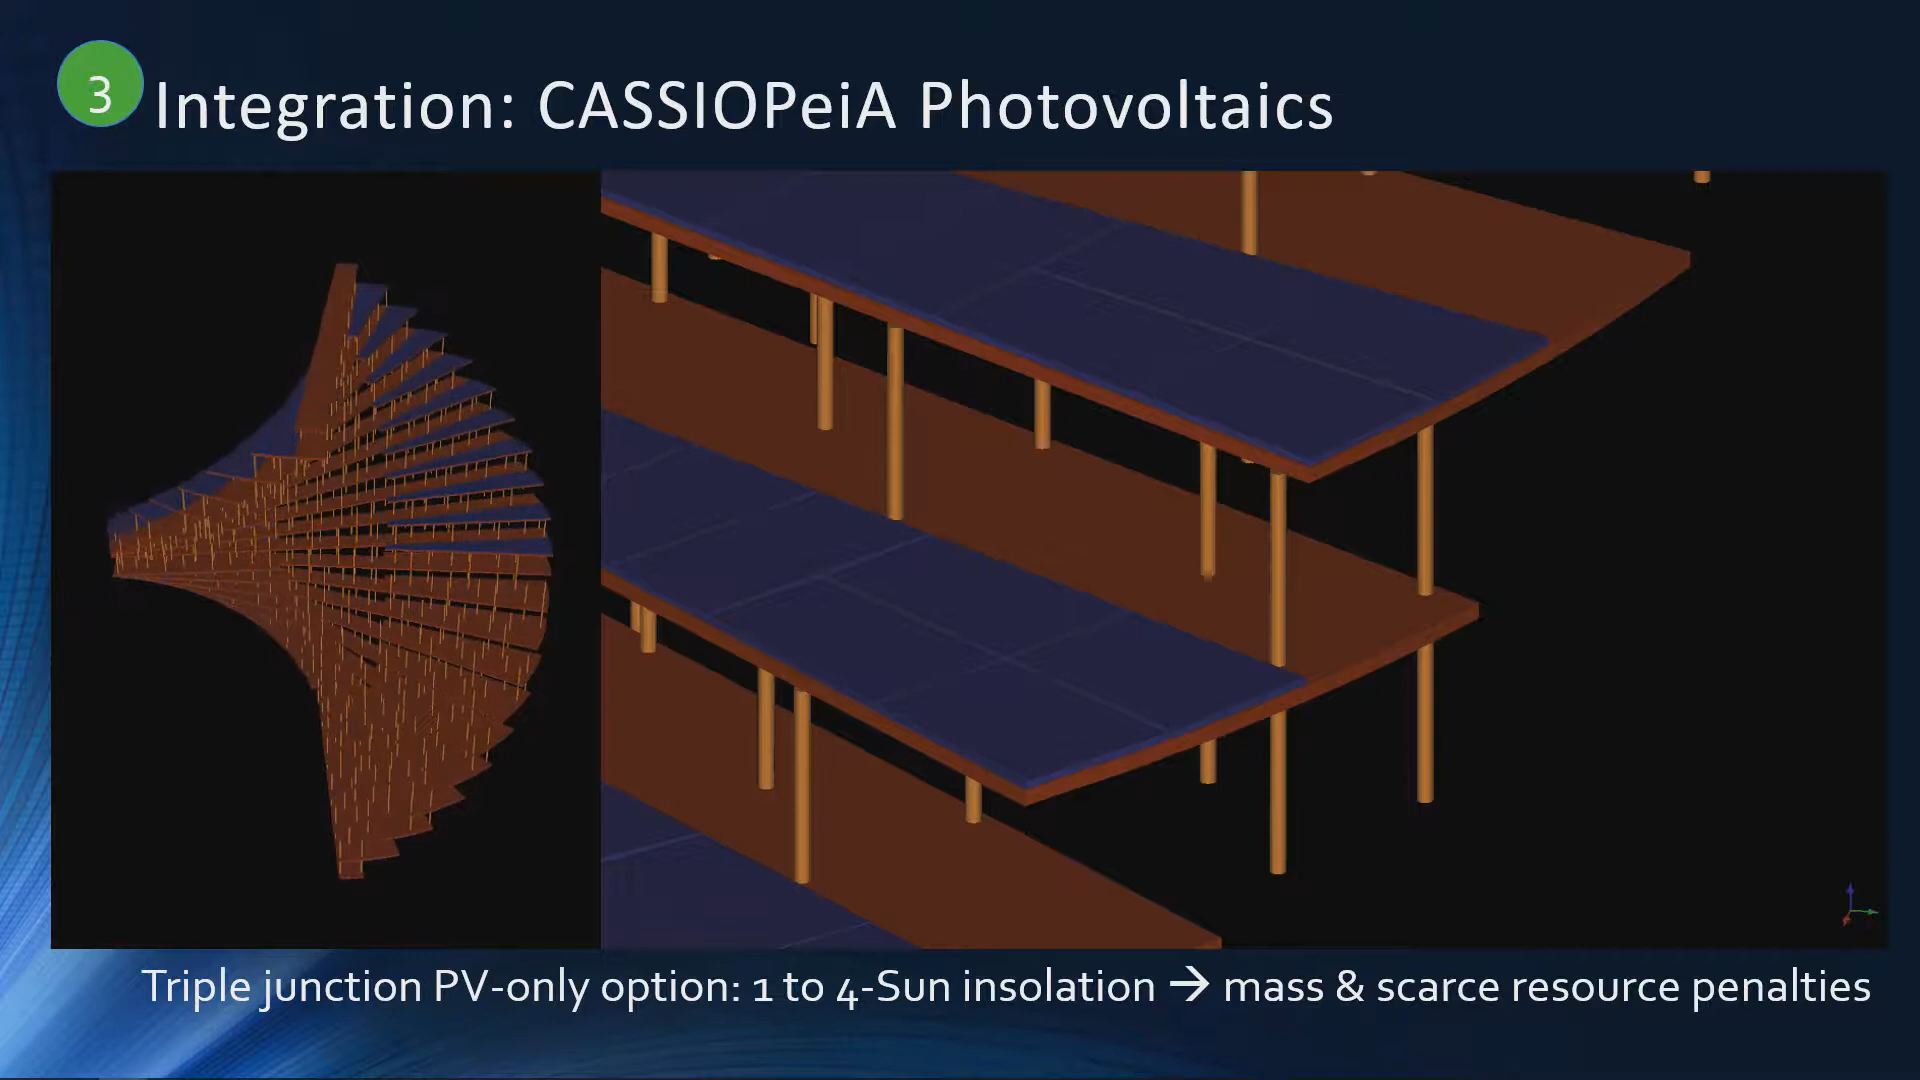 3
Integration: CASSIOPeiA Photovoltaics
Triple junction PV-only option: 1 to 4-Sun insolation → mass & scarce resource penalties